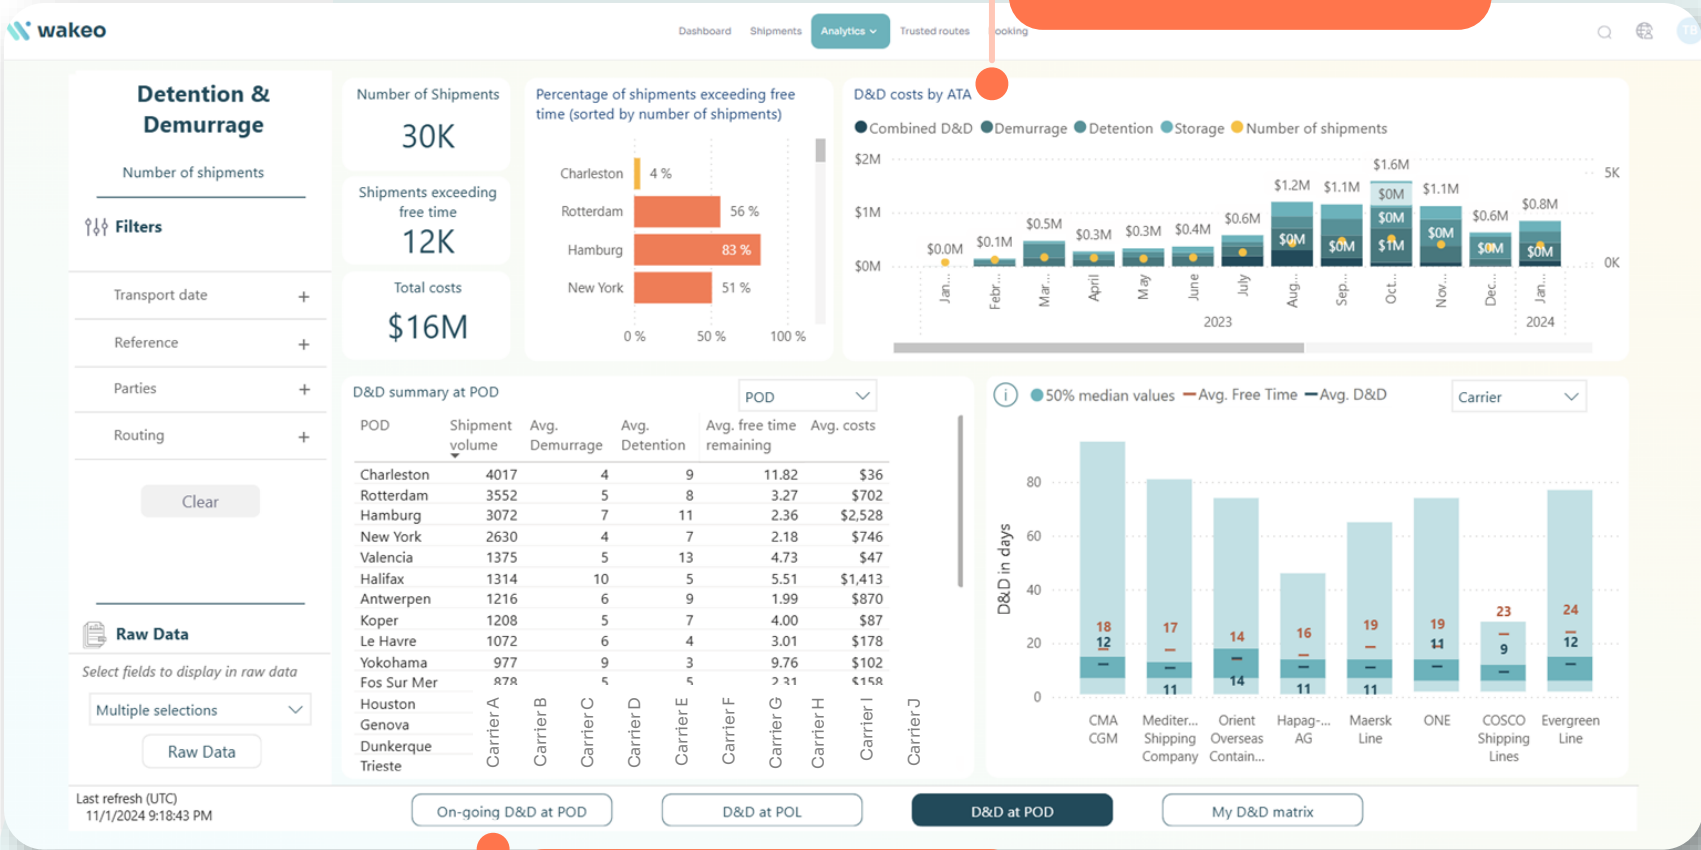 wakeo
Dashboard
Shipments
Analytics
Trusted routes
ooking
TB
Detention &
Demurrage
Number of shipments
Filters
Transport date +
Reference +
Parties +
Routing +
Clear
Raw Data
Select fields to display in raw data
Multiple selections
Raw Data
Number of Shipments
30K
Shipments exceeding
free time
12K
Total costs
$16M
Percentage of shipments exceeding free
time (sorted by number of shipments)
Charleston 4 %
Rotterdam 56 %
Hamburg 83 %
New York 51 %
0 % 50 % 100 %
D&D costs by ATA
Combined D&D Demurrage Detention Storage Number of shipments
$2M
$1M
$0M
5K
0K
$0.0M $0.1M $0.5M $0.3M $0.3M $0.4M $0.6M $1.2M $1.1M $1.6M $1.1M $0.6M $0.8M
$0M
$0M $0M
$0M $0M $1M $0M $0M
Jan... Febr... Mar... April May June July Aug... Sep... Oct... Nov... Dec... Jan...
2023 2024
D&D summary at POD
POD
POD Shipment Avg. Avg. Avg. free time Avg. costs
volume Demurrage Detention remaining
Charleston 4017 4 9 11.82 $36
Rotterdam 3552 5 8 3.27 $702
Hamburg 3072 7 11 2.36 $2,528
New York 2630 4 7 2.18 $746
Valencia 1375 5 13 4.73 $47
Halifax 1314 10 5 5.51 $1,413
Antwerpen 1216 6 9 1.99 $870
Koper 1208 5 7 4.00 $87
Le Havre 1072 6 4 3.01 $178
Yokohama 977 9 3 9.76 $102
Fos Sur Mer 878 5 5 2.31 $158
Houston
Genova
Dunkerque
Trieste
Carrier A Carrier B Carrier C Carrier D Carrier E Carrier F Carrier G Carrier H Carrier I Carrier J
i 50% median values Avg. Free Time Avg. D&D
Carrier
D&D in days
80
60
40
20
0
18 17 14 16 19 19 23 24
12 11 14 11 11 11 9 12
CMA
CGM
Mediter...
Shipping
Company
Orient
Overseas
Contain...
Hapag-...
AG
Maersk
Line
ONE
COSCO
Shipping
Lines
Evergreen
Line
Last refresh (UTC)
11/1/2024 9:18:43 PM
On-going D&D at POD
D&D at POL
D&D at POD
My D&D matrix